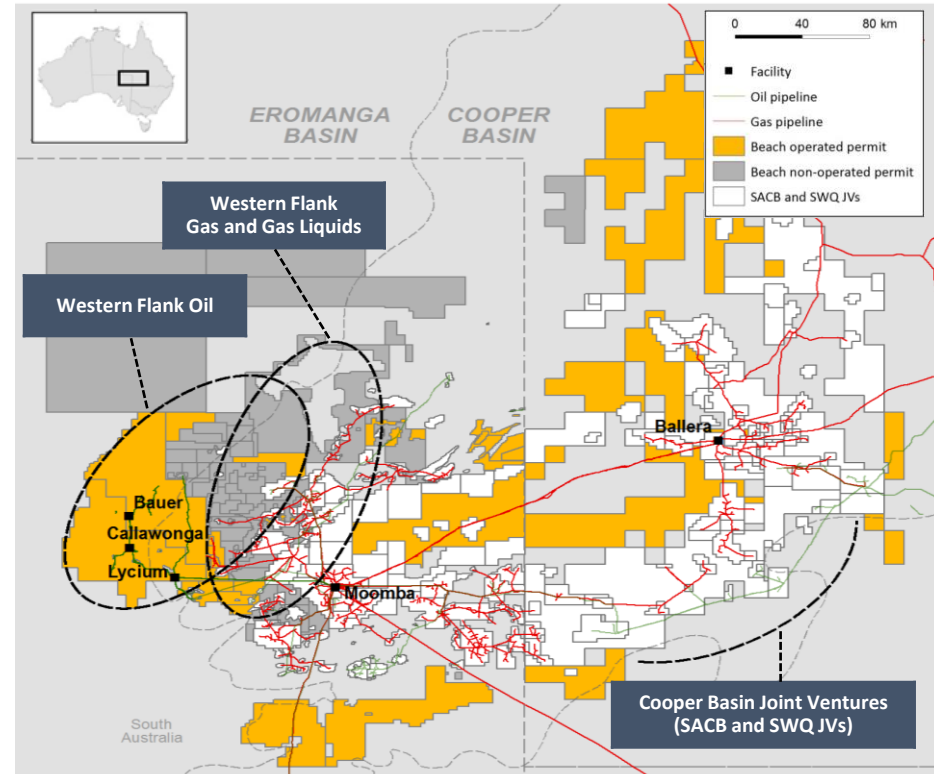 0 40 80 km
Facility
Oil pipeline
Gas pipeline
Beach operated permit
Beach non-operated permit
SACB and SWQ JVs
EROMANGA
BASIN
COOPER
BASIN
Western Flank
Gas and Gas Liquids
Western Flank Oil
Ballera
Bauer
Callawonga
Lycium
Moomba
Cooper Basin Joint Ventures
(SACB and SWQ JVs)
South
Australia